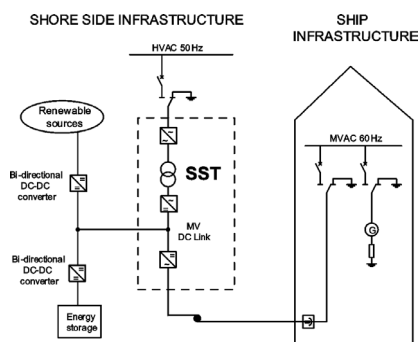 SHORE SIDE INFRASTRUCTURE
SHIP
INFRASTRUCTURE
HVAC 50Hz
Renewable
sources
SST
MVAC 60Hz
Bi-directional
DC-DC
converter
MV
DC Link
G
Bi-directional
DC-DC
converter
Energy
storage